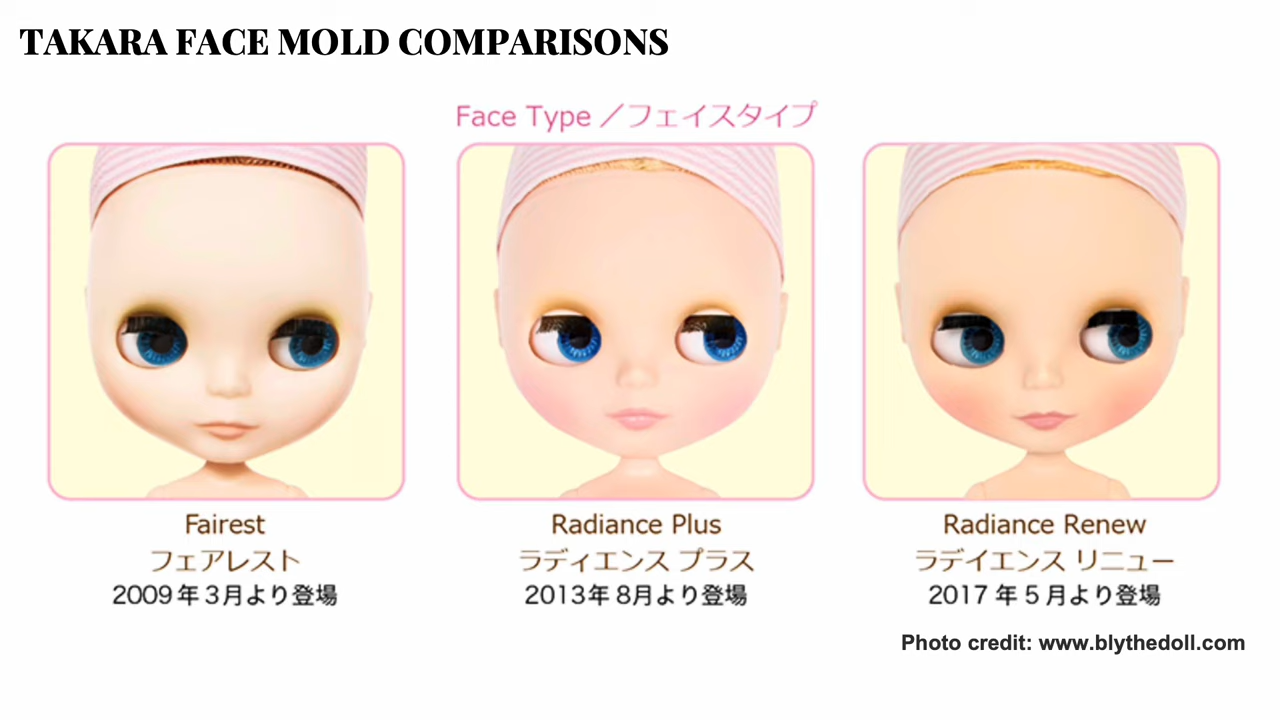 TAKARA FACE MOLD COMPARISONS
Face Type ／フェイスタイプ
Fairest
フェアレスト
2009年3月より登場
Radiance Plus
ラディエンス プラス
2013年 8月より登場
Radiance Renew
ラデイエンス リニュー
2017 年 5 月より登場
Photo credit: www.blythedoll.com